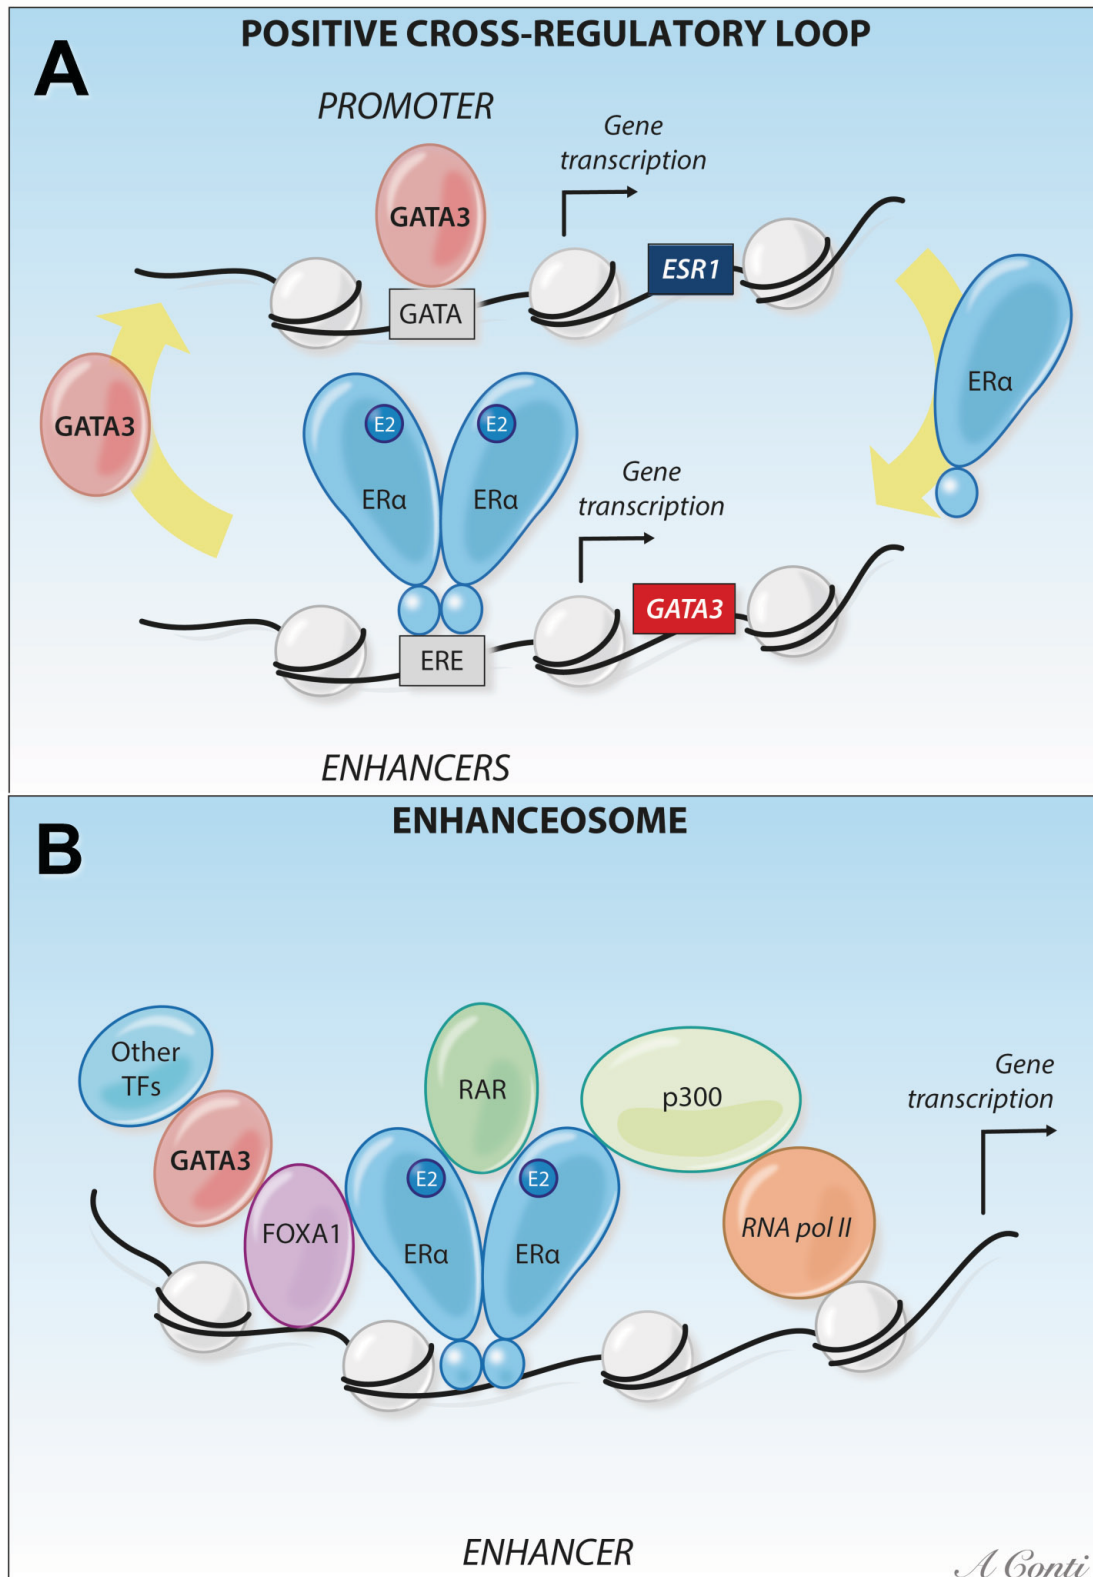 POSITIVE CROSS-REGULATORY LOOP
A
PROMOTER
Gene
transcription
GATA3
ESR1
GATA
ERα
GATA3
E2
E2
ERα
ERα
Gene
transcription
GATA3
ERE
ENHANCERS
ENHANCEOSOME
B
Other
TFs
RAR
p300
Gene
transcription
GATA3
E2
E2
FOXA1
RNA pol II
ERα
ERα
ENHANCER
A Conti